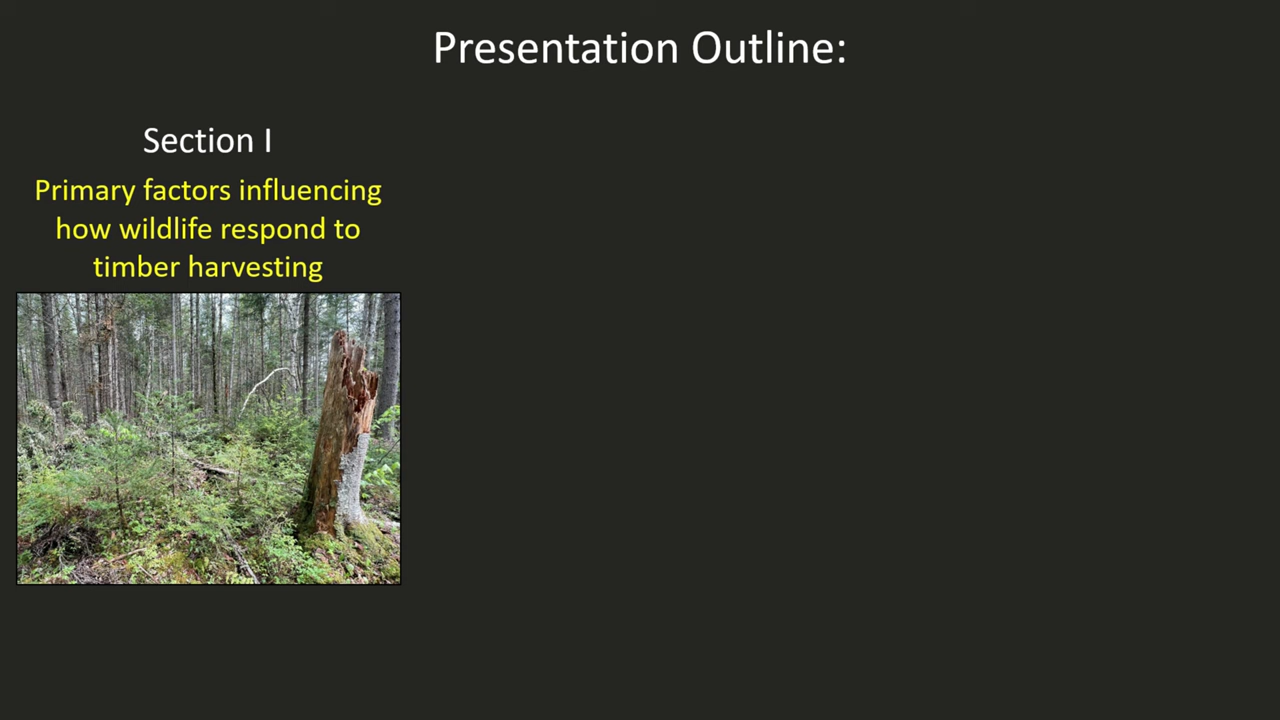 Presentation Outline:
Section I
Primary factors influencing
how wildlife respond to
timber harvesting